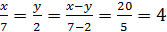 x/7 = y/2 = (x−y)/(7−2) = 20/5 = 4